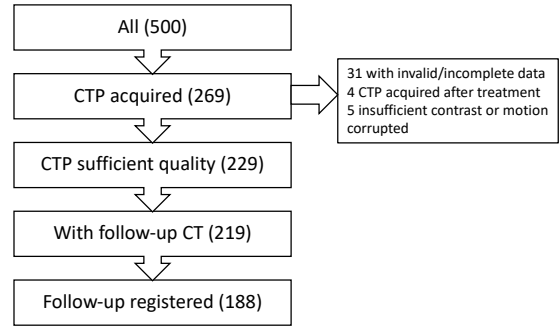 All (500)
CTP acquired (269)
31 with invalid/incomplete data
4 CTP acquired after treatment
5 insufficient contrast or motion
corrupted
CTP sufficient quality (229)
With follow-up CT (219)
Follow-up registered (188)